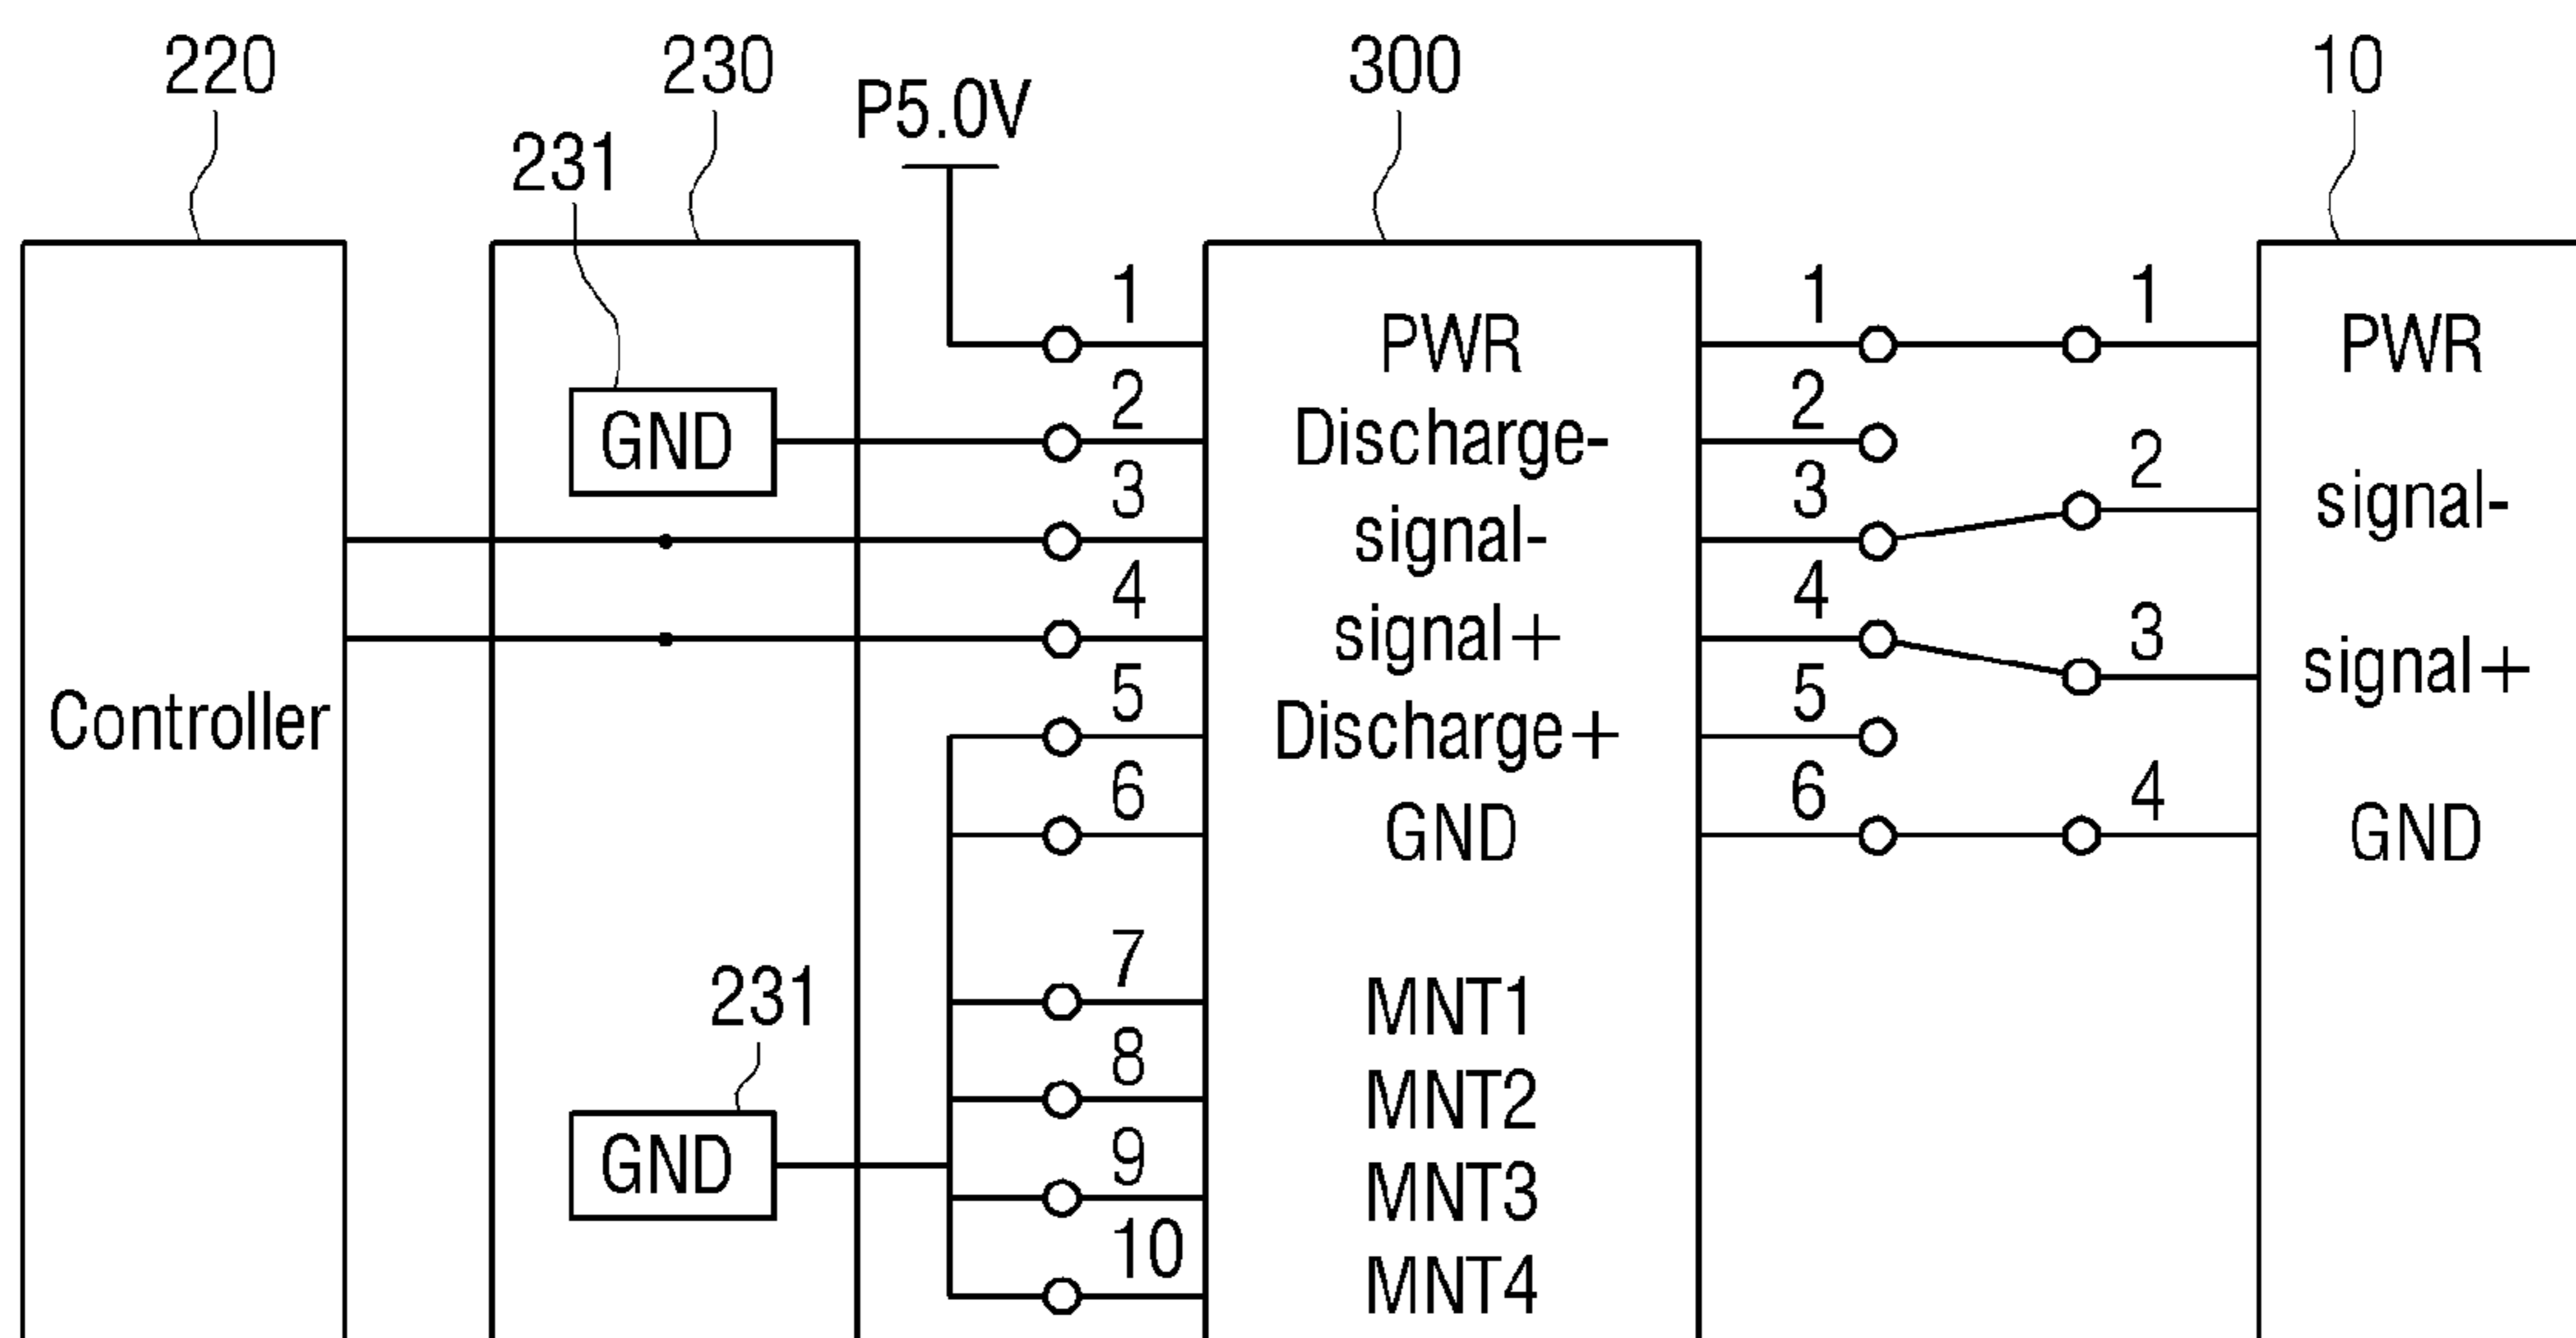 220
230
300
10
P5.0V
231
1
1
1
PWR
PWR
2
2
GND
Discharge-
3
3
2
signal-
signal-
4
4
3
signal+
signal+
5
5
Controller
Discharge+
6
6
4
GND
GND
7
231
MNT1
8
MNT2
9
GND
MNT3
10
MNT4